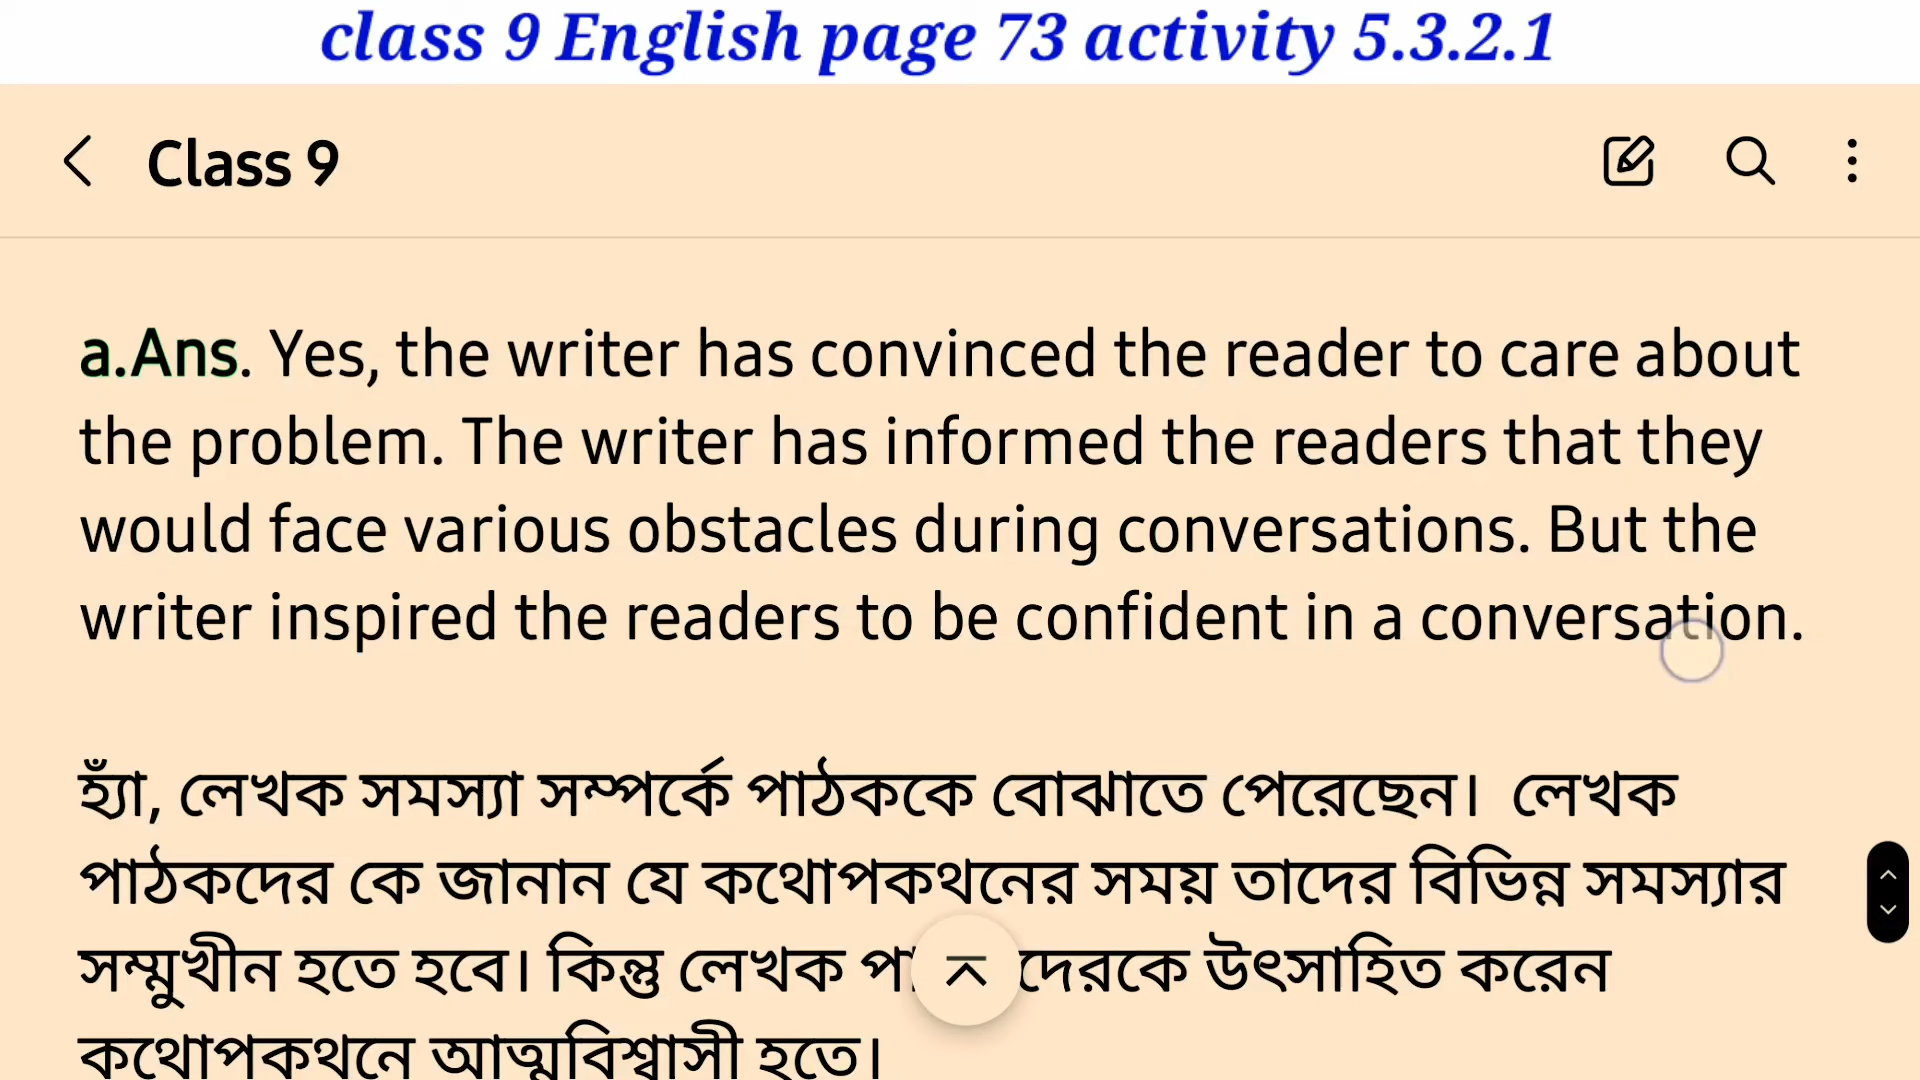 class 9 English page 73 activity 5.3.2.1
Class 9
a.Ans. Yes, the writer has convinced the reader to care about
the problem. The writer has informed the readers that they
would face various obstacles during conversations. But the
writer inspired the readers to be confident in a conversation.
হ্যাঁ, লেখক সমস্যা সম্পর্কে পাঠককে বোঝাতে পেরেছেন। লেখক
পাঠকদের কে জানান যে কথোপকথনের সময় তাদের বিভিন্ন সমস্যার
সম্মুখীন হতে হবে। কিন্তু লেখক উৎসাহিত করেন
কথোপকথনে আত্মবিশ্বাসী হতে।